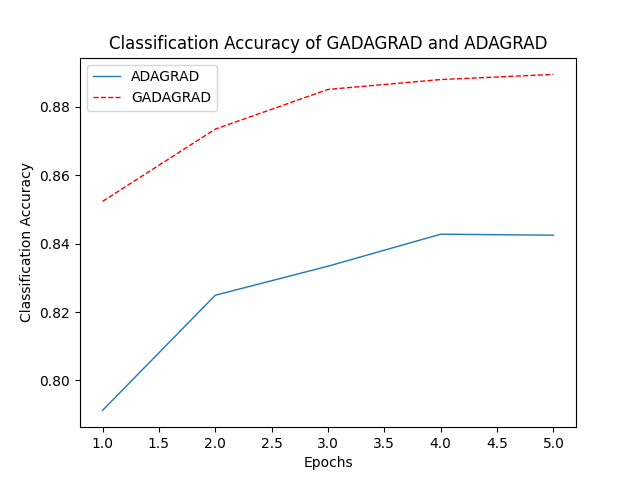 Classification Accuracy of GADAGRAD and ADAGRAD
ADAGRAD
GADAGRAD
Classification Accuracy
0.88
0.86
0.84
0.82
0.80
1.0 1.5 2.0 2.5 3.0 3.5 4.0 4.5 5.0
Epochs